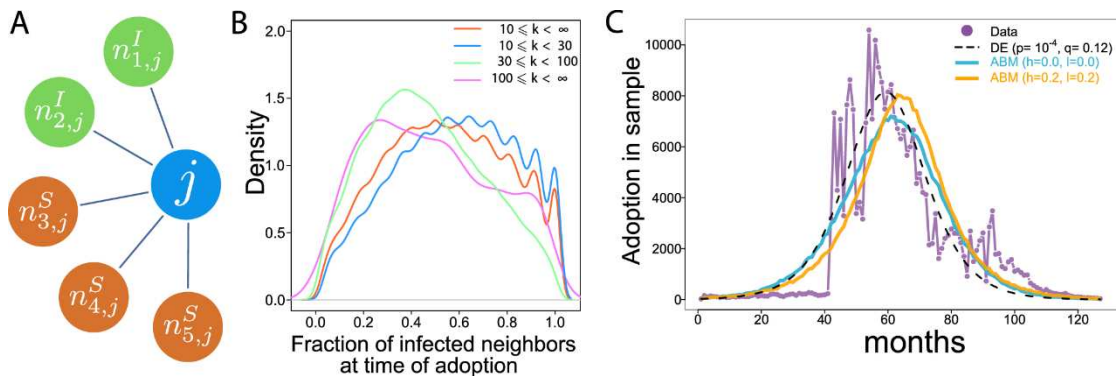 A
n^I_{1,j}
n^I_{2,j}
j
n^S_{3,j}
n^S_{4,j}
n^S_{5,j}
B
2.0
1.5
1.0
0.5
0.0
Density
10 ⩽ k < ∞
10 ⩽ k < 30
30 ⩽ k < 100
100 ⩽ k < ∞
0.0 0.2 0.4 0.6 0.8 1.0
Fraction of infected neighbors
at time of adoption
C
10000
8000
6000
4000
2000
0
Adoption in sample
Data
DE (p= 10⁻⁴, q= 0.12)
ABM (h=0.0, l=0.0)
ABM (h=0.2, l=0.2)
0 20 40 60 80 100 120
months